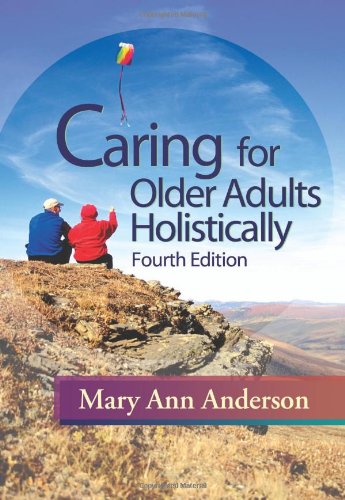 Caring for
Older Adults
Holistically
Fourth Edition
Mary Ann Anderson